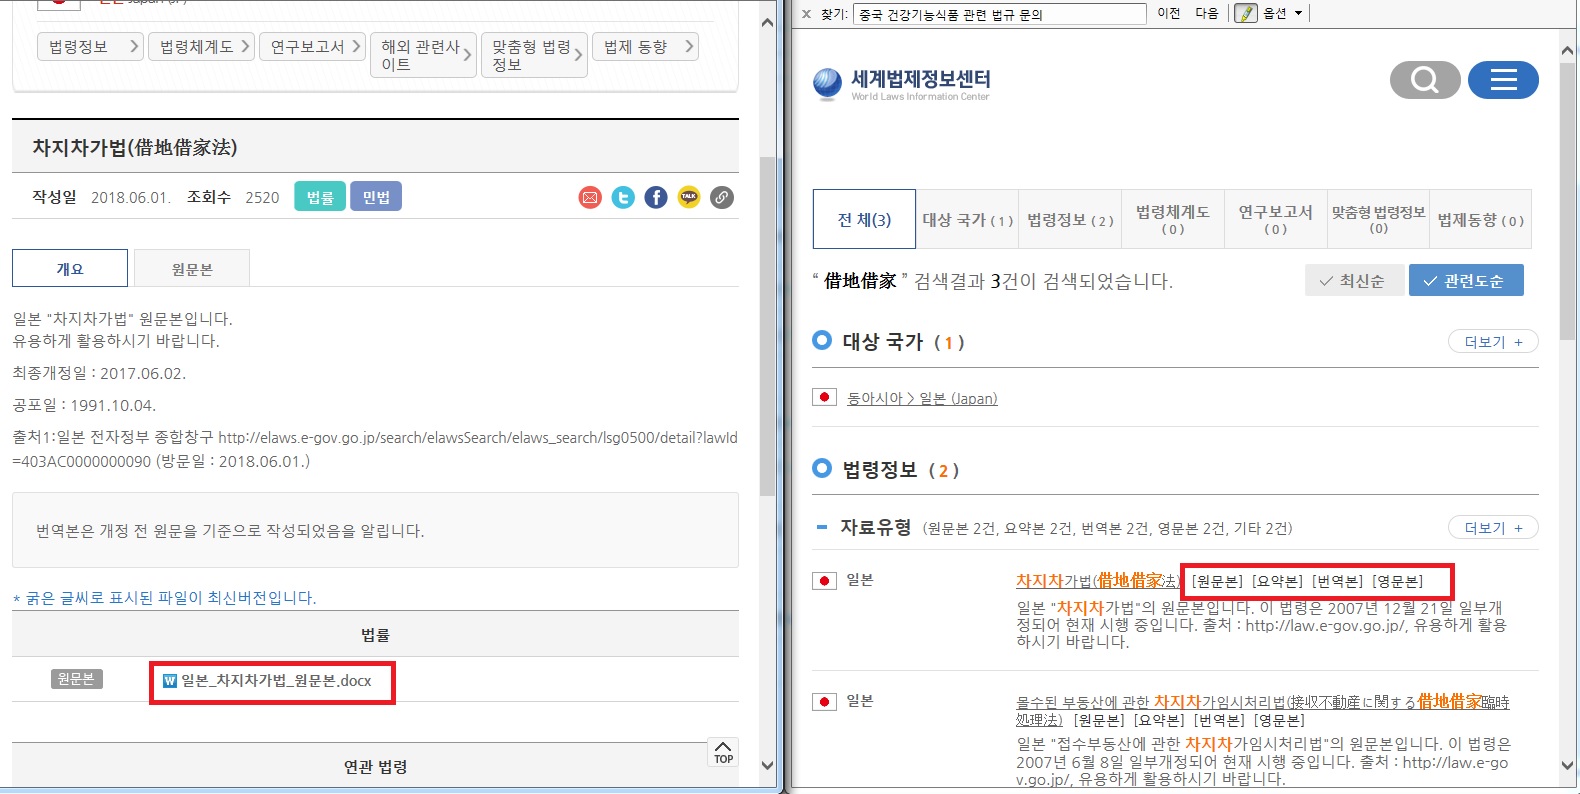 법령정보
법령체계도
연구보고서
해외 관련사
이트
맞춤형 법령
정보
법제 동향
차지차가법(借地借家法)
작성일 2018.06.01. 조회수 2520 법률 민법
개요
원문본
일본 "차지차가법" 원문본입니다.
유용하게 활용하시기 바랍니다.
최종개정일 : 2017.06.02.
공포일 : 1991.10.04.
출처1:일본 전자정부 종합창구 http://elaws.e-gov.go.jp/search/elawsSearch/elaws_search/lsg0500/detail?lawId
=403AC0000000090 (방문일 : 2018.06.01.)
번역본은 개정 전 원문을 기준으로 작성되었음을 알립니다.
* 굵은 글씨로 표시된 파일이 최신버전입니다.
법률
원문본
일본_차지차가법_원문본.docx
연관 법령
TOP
x 찾기: 중국 건강기능식품 관련 법규 문의 이전 다음 옵션
세계법제정보센터
World Laws Information Center
전 체(3)
대상 국가 ( 1 )
법령정보 ( 2 )
법령체계도
( 0 )
연구보고서
( 0 )
맞춤형 법령정보
(0)
법제동향 ( 0 )
“ 借地借家 ” 검색결과 3건이 검색되었습니다.
최신순
관련도순
대상 국가 ( 1 )
더보기 +
동아시아 > 일본 (Japan)
법령정보 ( 2 )
자료유형 (원문본 2건, 요약본 2건, 번역본 2건, 영문본 2건, 기타 2건)
더보기 +
일본
차지차가법(借地借家法) [원문본] [요약본] [번역본] [영문본]
일본 "차지차가법"의 원문본입니다. 이 법령은 2007년 12월 21일 일부개
정되어 현재 시행 중입니다. 출처 : http://law.e-gov.go.jp/, 유용하게 활용
하시기 바랍니다.
일본
몰수된 부동산에 관한 차지차가임시처리법(接収不動産に関する借地借家臨時
処理法) [원문본] [요약본] [번역본] [영문본]
일본 "접수부동산에 관한 차지차가임시처리법"의 원문본입니다. 이 법령은
2007년 6월 8일 일부개정되어 현재 시행 중입니다. 출처 : http://law.e-go
v.go.jp/, 유용하게 활용하시기 바랍니다.